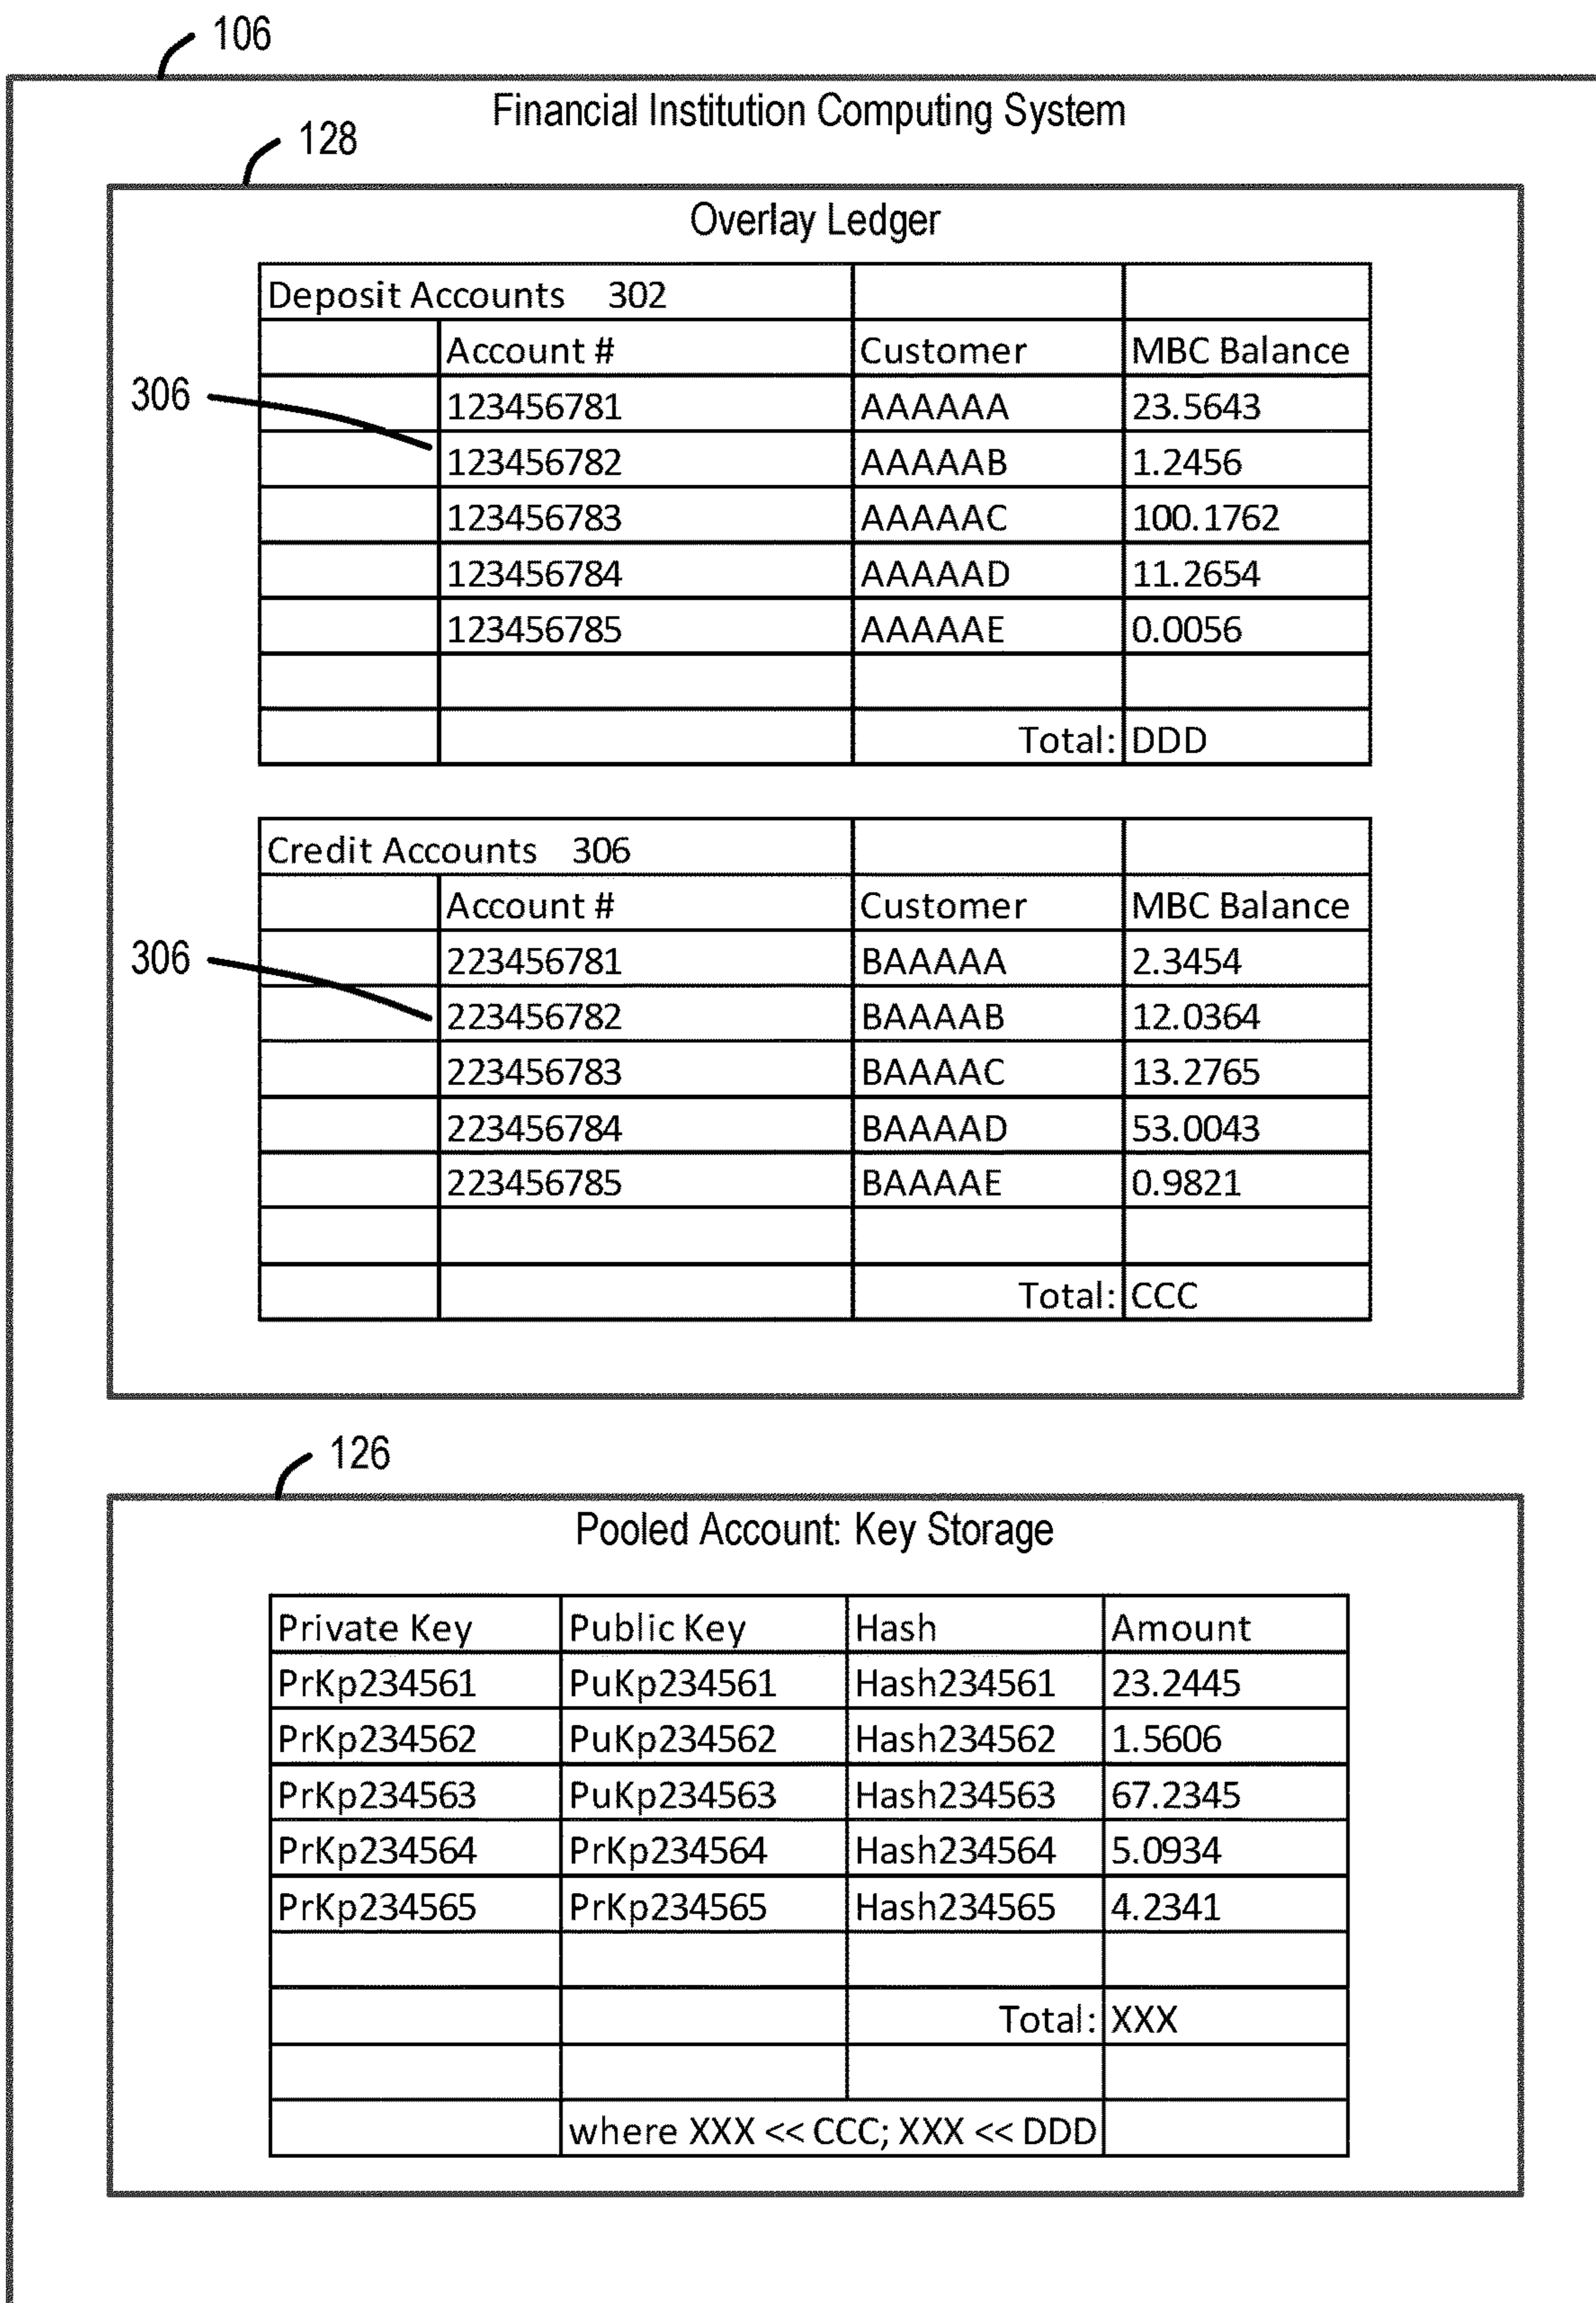 106
Financial Institution Computing System
128
Overlay Ledger
Deposit Accounts 302
Account # Customer MBC Balance
306
123456781 AAAAAA 23.5643
123456782 AAAAAB 1.2456
123456783 AAAAAC 100.1762
123456784 AAAAAD 11.2654
123456785 AAAAAE 0.0056
Total: DDD
Credit Accounts 306
Account # Customer MBC Balance
306
223456781 BAAAAA 2.3454
223456782 BAAAAB 12.0364
223456783 BAAAAC 13.2765
223456784 BAAAAD 53.0043
223456785 BAAAAE 0.9821
Total: CCC
126
Pooled Account: Key Storage
Private Key Public Key Hash Amount
PrKp234561 PuKp234561 Hash234561 23.2445
PrKp234562 PuKp234562 Hash234562 1.5606
PrKp234563 PuKp234563 Hash234563 67.2345
PrKp234564 PrKp234564 Hash234564 5.0934
PrKp234565 PrKp234565 Hash234565 4.2341
Total: XXX
where XXX << CCC; XXX << DDD